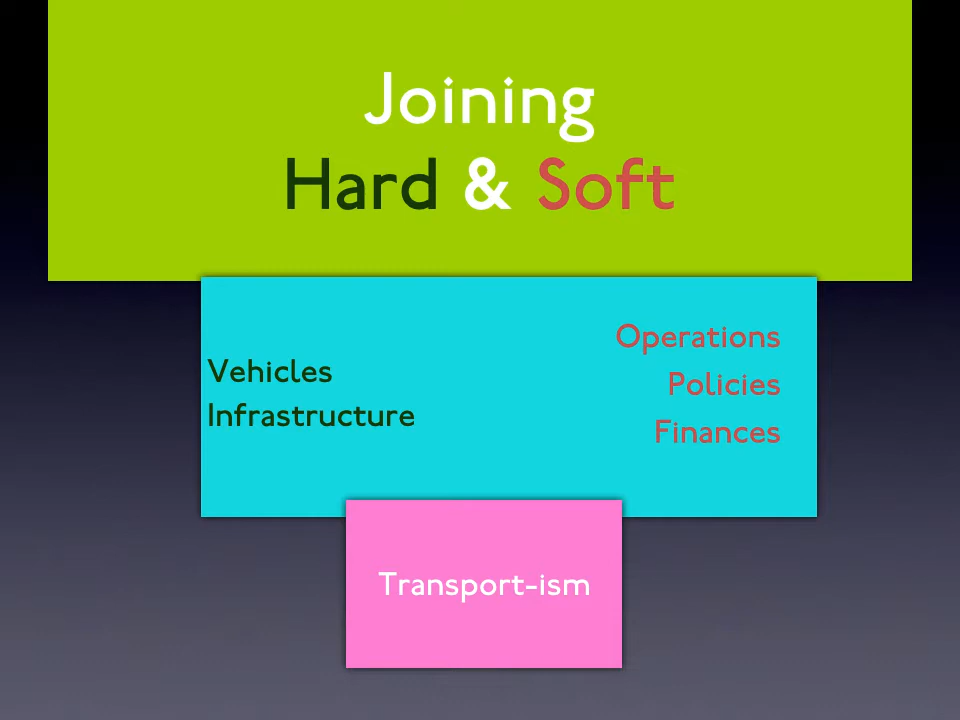 Joining
Hard & Soft
Vehicles
Infrastructure
Operations
Policies
Finances
Transport-ism